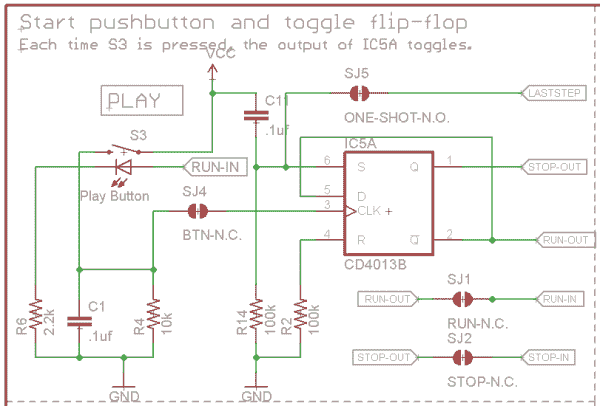 Start pushbutton and toggle flip-flop
Each time S3 is pressed, the output of IC5A toggles.
VCC
SJ5
LASTSTEP
PLAY
C11
.1uf
ONE-SHOT-N.O.
S3
IC5A
RUN-IN
6 S Q 1
STOP-OUT
Play Button
SJ4
5 D
3 CLK +
BTN-N.C.
4 R Q 2
RUN-OUT
CD4013B
R6
2.2k
C1
.1uf
R4
10k
R14
100k
R2
100k
RUN-OUT
SJ1
RUN-IN
RUN-N.C.
STOP-OUT
SJ2
STOP-IN
STOP-N.C.
GND
GND